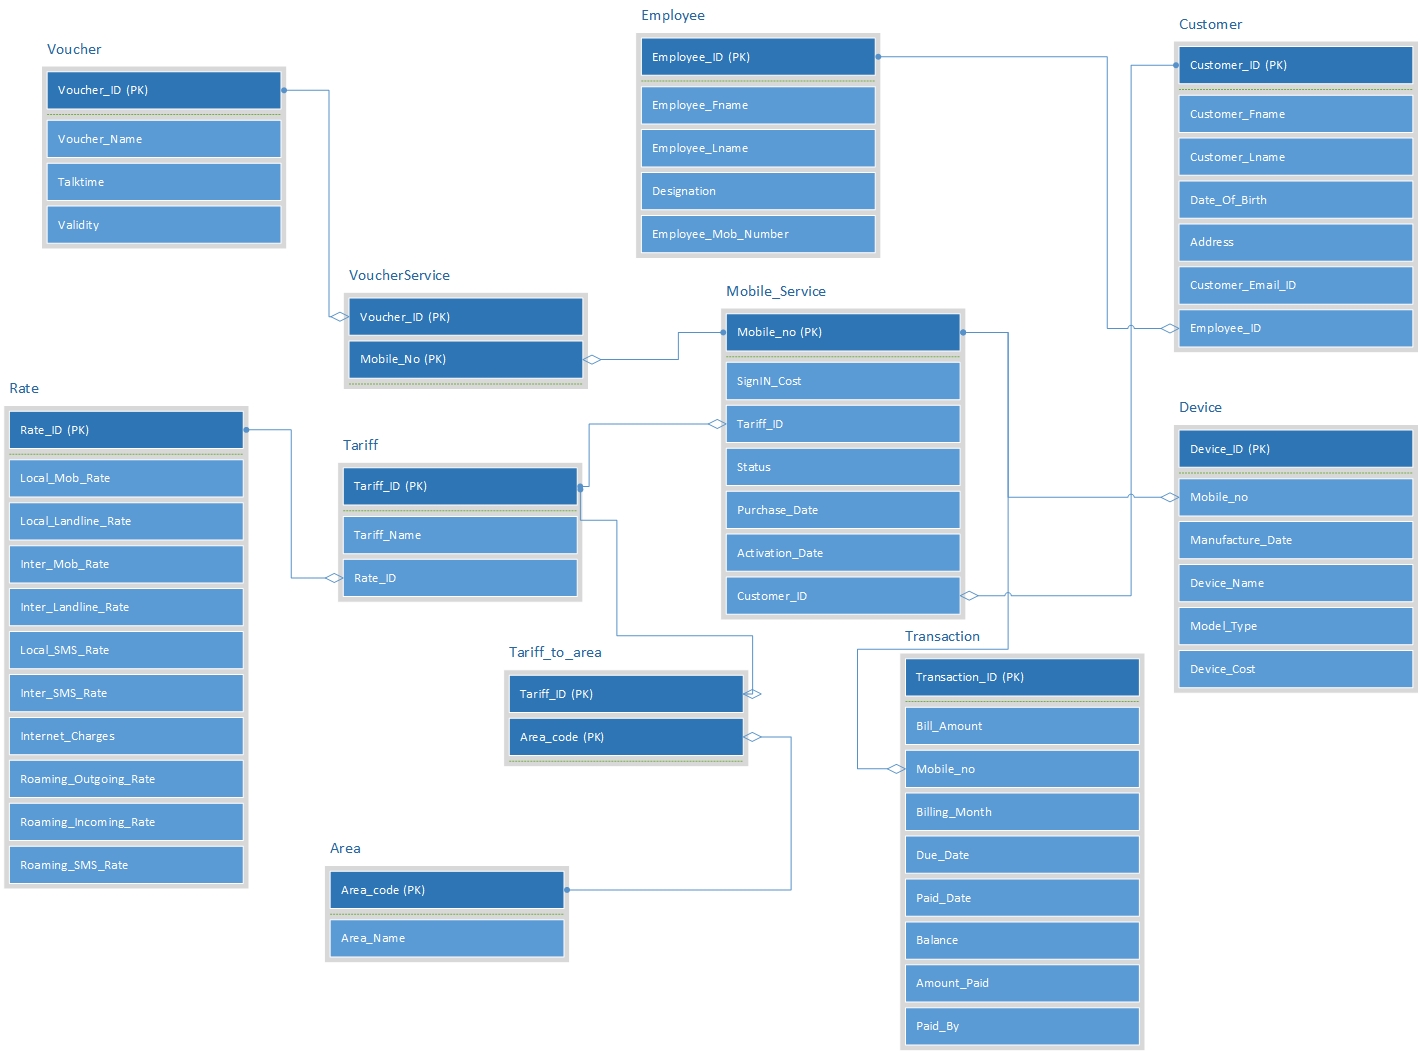 Voucher
Voucher_ID (PK)
Voucher_Name
Talktime
Validity
Employee
Employee_ID (PK)
Employee_Fname
Employee_Lname
Designation
Employee_Mob_Number
Customer
Customer_ID (PK)
Customer_Fname
Customer_Lname
Date_Of_Birth
Address
Customer_Email_ID
Employee_ID
VoucherService
Voucher_ID (PK)
Mobile_No (PK)
Mobile_Service
Mobile_no (PK)
SignIN_Cost
Tariff_ID
Status
Purchase_Date
Activation_Date
Customer_ID
Rate
Rate_ID (PK)
Local_Mob_Rate
Local_Landline_Rate
Inter_Mob_Rate
Inter_Landline_Rate
Local_SMS_Rate
Inter_SMS_Rate
Internet_Charges
Roaming_Outgoing_Rate
Roaming_Incoming_Rate
Roaming_SMS_Rate
Tariff
Tariff_ID (PK)
Tariff_Name
Rate_ID
Device
Device_ID (PK)
Mobile_no
Manufacture_Date
Device_Name
Model_Type
Device_Cost
Tariff_to_area
Tariff_ID (PK)
Area_code (PK)
Transaction
Transaction_ID (PK)
Bill_Amount
Mobile_no
Billing_Month
Due_Date
Paid_Date
Balance
Amount_Paid
Paid_By
Area
Area_code (PK)
Area_Name